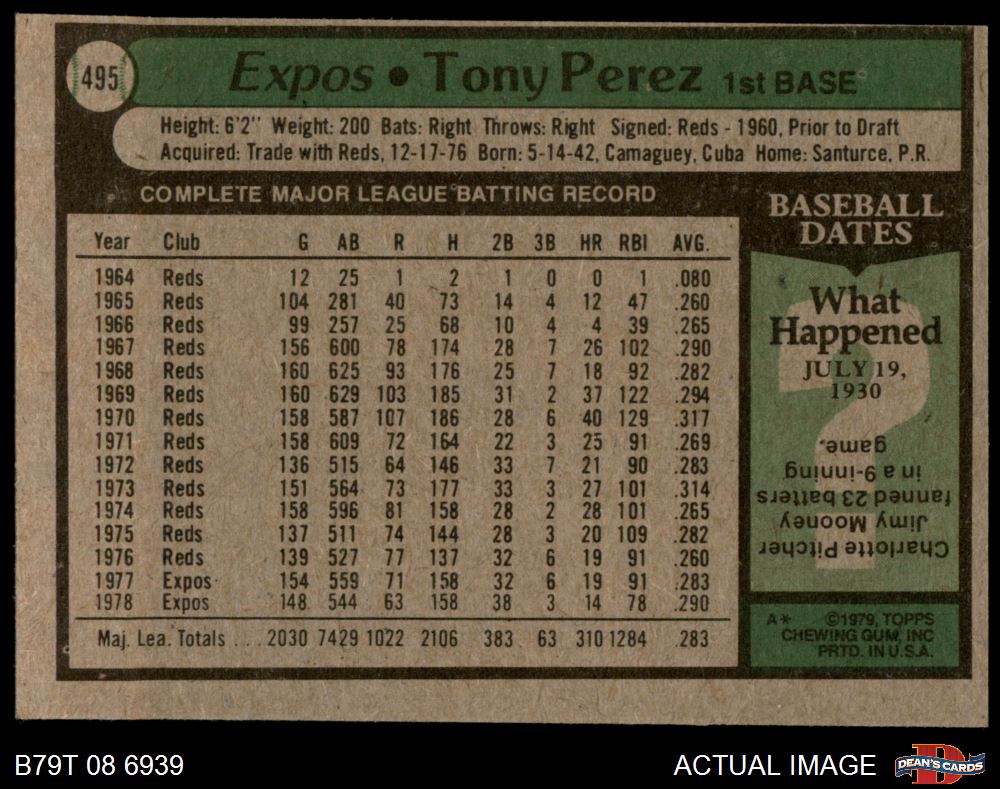 495
Expos • Tony Perez 1st BASE
Height: 6'2" Weight: 200 Bats: Right Throws: Right Signed: Reds - 1960, Prior to Draft
Acquired: Trade with Reds, 12-17-76 Born: 5-14-42, Camaguey, Cuba Home: Santurce, P.R.
COMPLETE MAJOR LEAGUE BATTING RECORD
Year Club G AB R H 2B 3B HR RBI AVG.
1964 Reds 12 25 1 2 1 0 0 1 .080
1965 Reds 104 281 40 73 14 4 12 47 .260
1966 Reds 99 257 25 68 10 4 4 39 .265
1967 Reds 156 600 78 174 28 7 26 102 .290
1968 Reds 160 625 93 176 25 7 18 92 .282
1969 Reds 160 629 103 185 31 2 37 122 .294
1970 Reds 158 587 107 186 28 6 40 129 .317
1971 Reds 158 609 72 164 22 3 25 91 .269
1972 Reds 136 515 64 146 33 7 21 90 .283
1973 Reds 151 564 73 177 33 3 27 101 .314
1974 Reds 158 596 81 158 28 2 28 101 .265
1975 Reds 137 511 74 144 28 3 20 109 .282
1976 Reds 139 527 77 137 32 6 19 91 .260
1977 Expos 154 559 71 158 32 6 19 91 .283
1978 Expos 148 544 63 158 38 3 14 78 .290
Maj. Lea. Totals ... 2030 7429 1022 2106 383 63 310 1284 .283
BASEBALL
DATES
What
Happened
JULY 19,
1930
?
Charlotte Pitcher
Jimy Mooney
fanned 23 batters
in a 9-inning
game.
A* ©1979, TOPPS
CHEWING GUM, INC
PRTD. IN U.S.A.
B79T 08 6939
ACTUAL IMAGE
D
DEAN'S CARDS